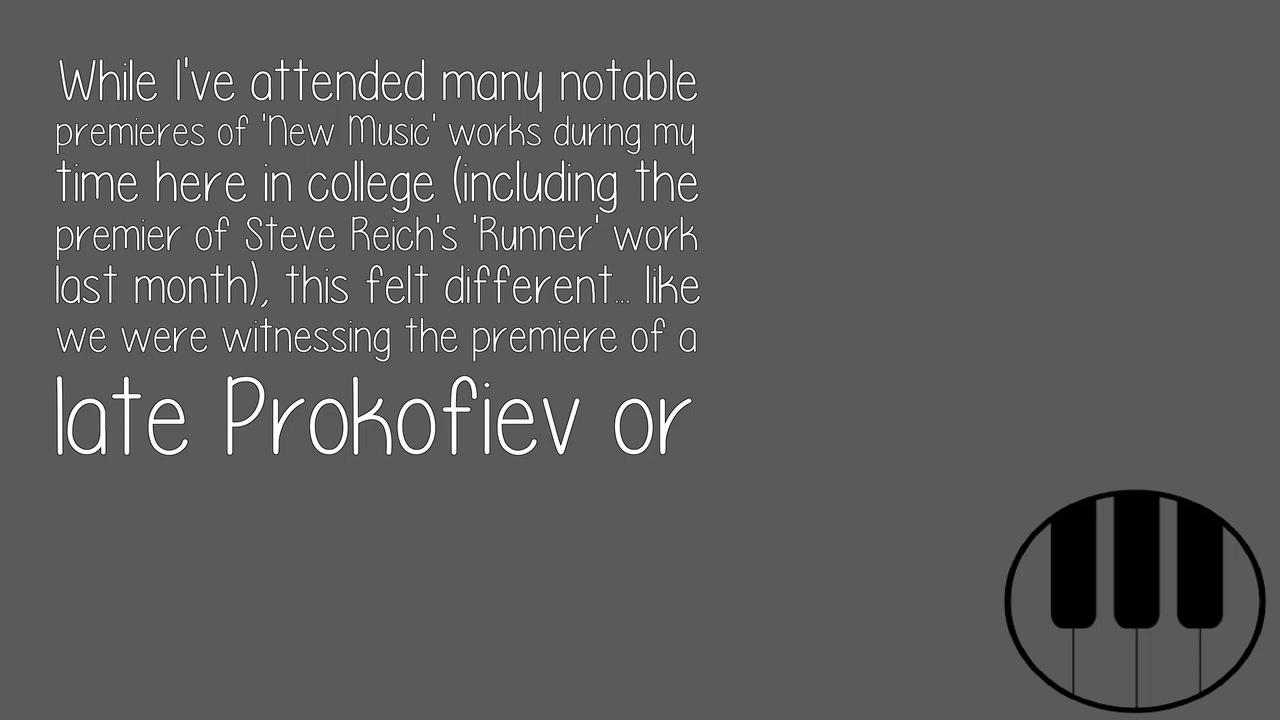 While I've attended many notable
premieres of 'New Music' works during my
time here in college (including the
premier of Steve Reich's 'Runner' work
last month), this felt different... like
we were witnessing the premiere of a
late Prokofiev or